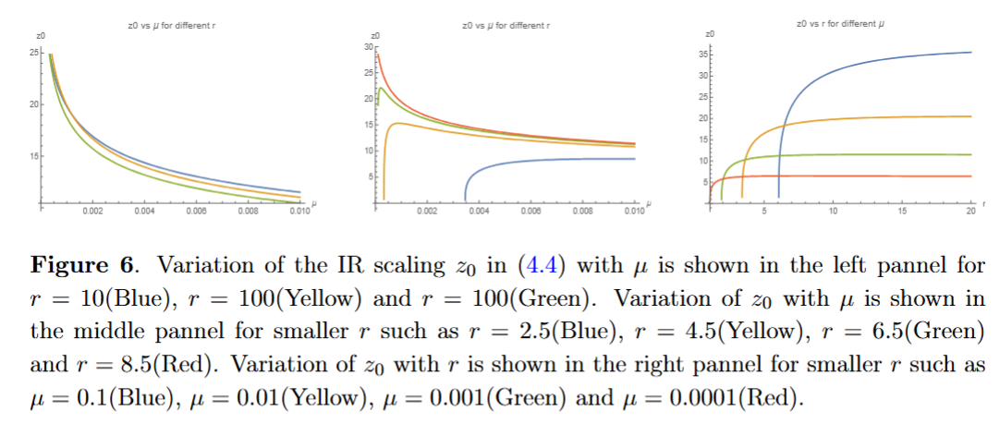 z0 vs μ for different r
z0
25
20
15
0.002
0.004
0.006
0.008
0.010
μ
z0 vs μ for different r
z0
30
25
20
15
10
5
0.002
0.004
0.006
0.008
0.010
μ
z0 vs r for different μ
z0
35
30
25
20
15
10
5
5
10
15
20
r
Figure 6. Variation of the IR scaling z0 in (4.4) with μ is shown in the left pannel for
r = 10(Blue), r = 100(Yellow) and r = 100(Green). Variation of z0 with μ is shown in
the middle pannel for smaller r such as r = 2.5(Blue), r = 4.5(Yellow), r = 6.5(Green)
and r = 8.5(Red). Variation of z0 with r is shown in the right pannel for smaller r such as
μ = 0.1(Blue), μ = 0.01(Yellow), μ = 0.001(Green) and μ = 0.0001(Red).